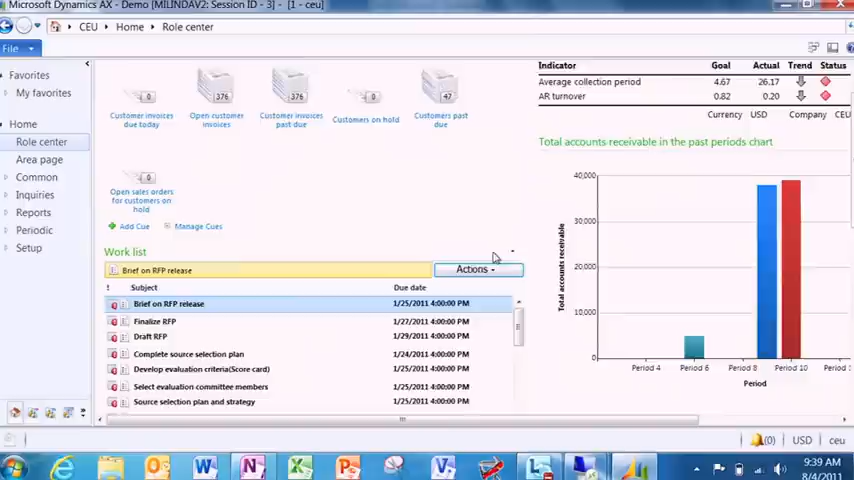 Microsoft Dynamics AX - Demo [MILINDAV2: Session ID - 3] - [1 - ceu]
CEU Home Role center
File
Favorites
My favorites
Home
Role center
Area page
Common
Inquiries
Reports
Periodic
Setup
0 376 376 0 47
Customer invoices due today
Open customer invoices
Customer invoices past due
Customers on hold
Customers past due
0
Open sales orders for customers on hold
Add Cue Manage Cues
Work list
Brief on RFP release Actions
! Subject Due date
Brief on RFP release 1/25/2011 4:00:00 PM
Finalize RFP 1/27/2011 4:00:00 PM
Draft RFP 1/29/2011 4:00:00 PM
Complete source selection plan 1/24/2011 4:00:00 PM
Develop evaluation criteria(Score card) 1/25/2011 4:00:00 PM
Select evaluation committee members 1/25/2011 4:00:00 PM
Source selection plan and strategy 1/25/2011 4:00:00 PM
Indicator Goal Actual Trend Status
Average collection period 4.67 26.17
AR turnover 0.82 0.20
Currency USD Company CEU
Total accounts receivable in the past periods chart
Total accounts receivable
40,000
30,000
20,000
10,000
0
Period 4 Period 6 Period 8 Period 10
Period
(0) USD ceu
9:39 AM
8/4/2011